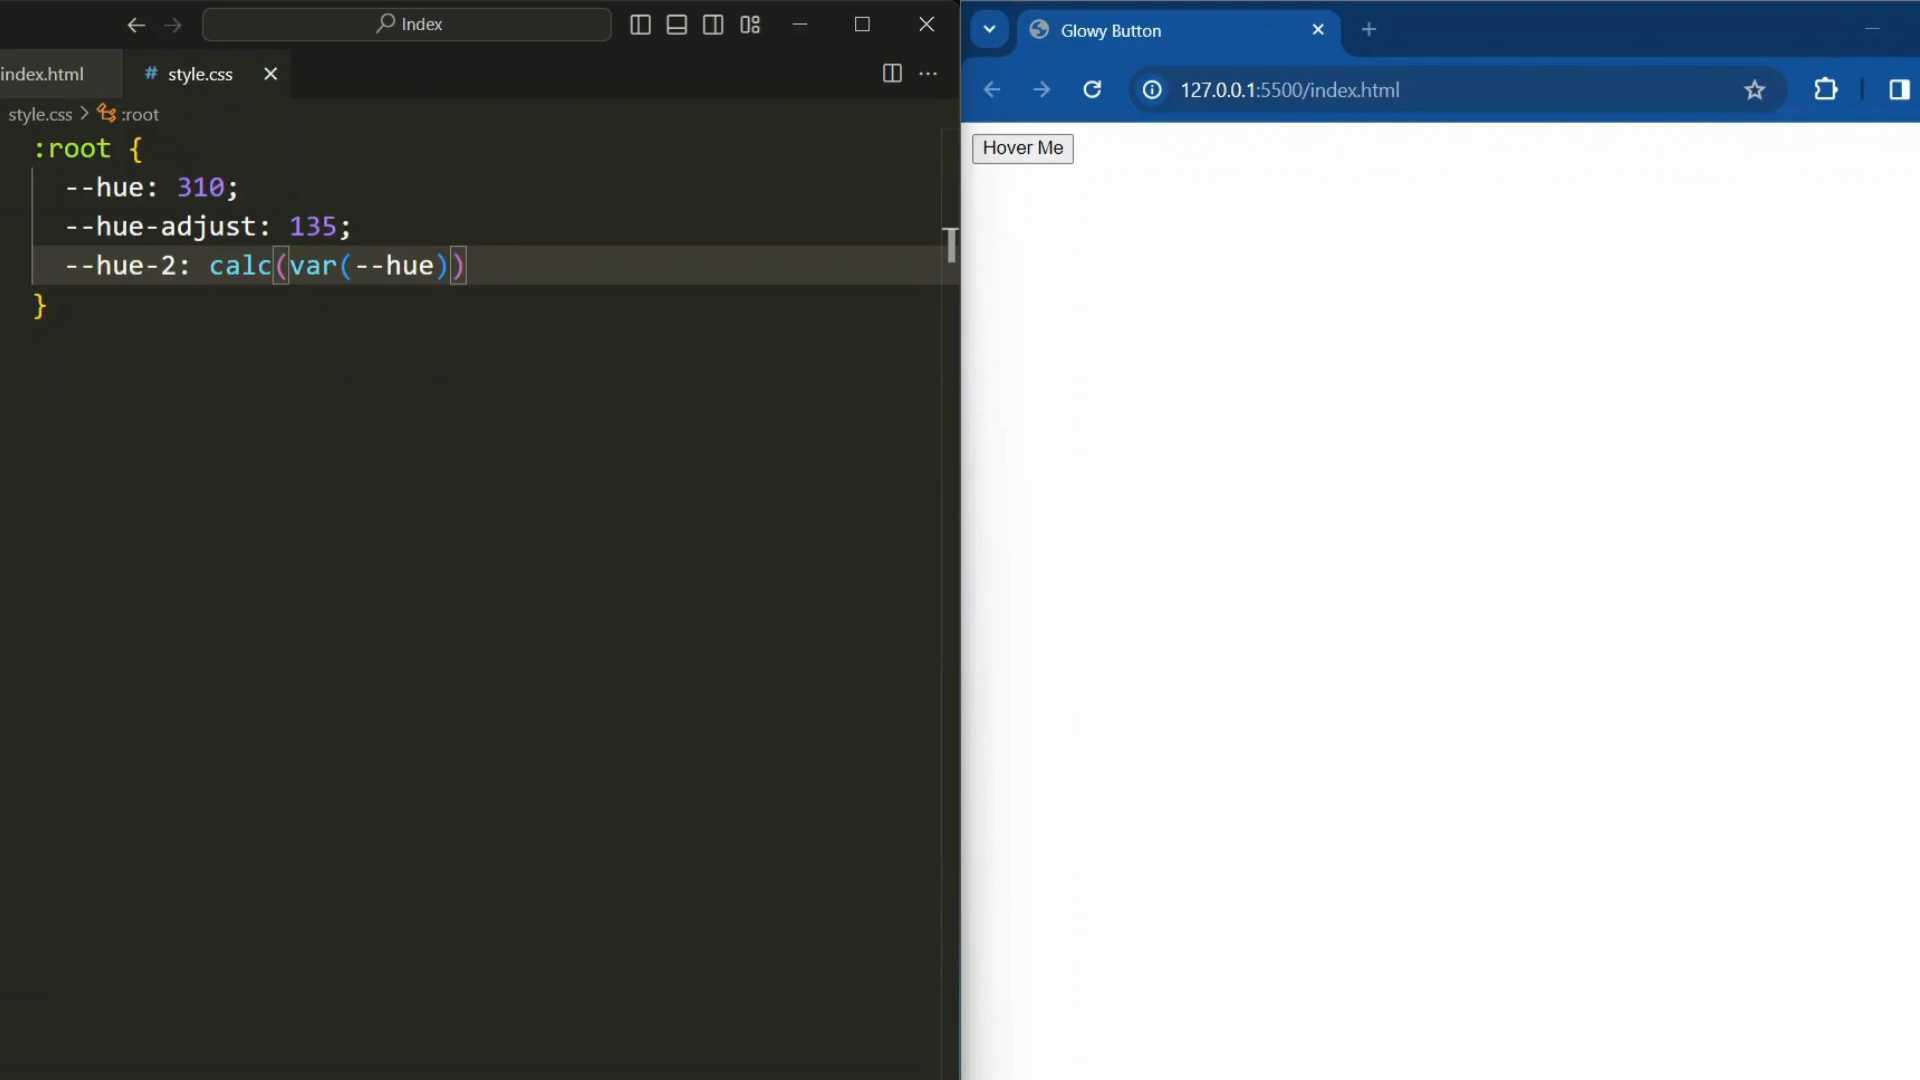 Index
index.html
# style.css
style.css > :root
:root {
--hue: 310;
--hue-adjust: 135;
--hue-2: calc(var(--hue))
}
Glowy Button
127.0.0.1:5500/index.html
Hover Me